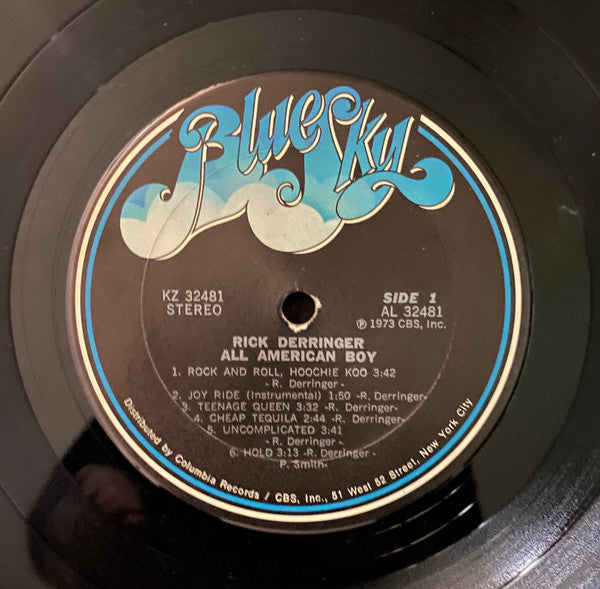 Blue Sky
KZ 32481
STEREO
SIDE 1
AL 32481
℗ 1973 CBS, Inc.
RICK DERRINGER
ALL AMERICAN BOY
1. ROCK AND ROLL, HOOCHIE KOO 3:42
- R. Derringer -
2. JOY RIDE (Instrumental) 1:50 -R. Derringer-
3. TEENAGE QUEEN 3:32 -R. Derringer-
4. CHEAP TEQUILA 2:44 -R. Derringer-
5. UNCOMPLICATED 3:41
- R. Derringer -
6. HOLD 3:13 -R. Derringer -
P. Smith-
Distributed by Columbia Records / CBS, Inc., 51 West 52 Street, New York City